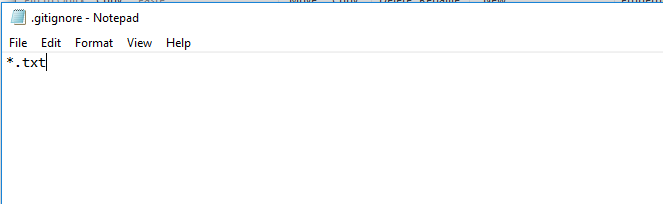 .gitignore - Notepad
File Edit Format View Help
*.txt